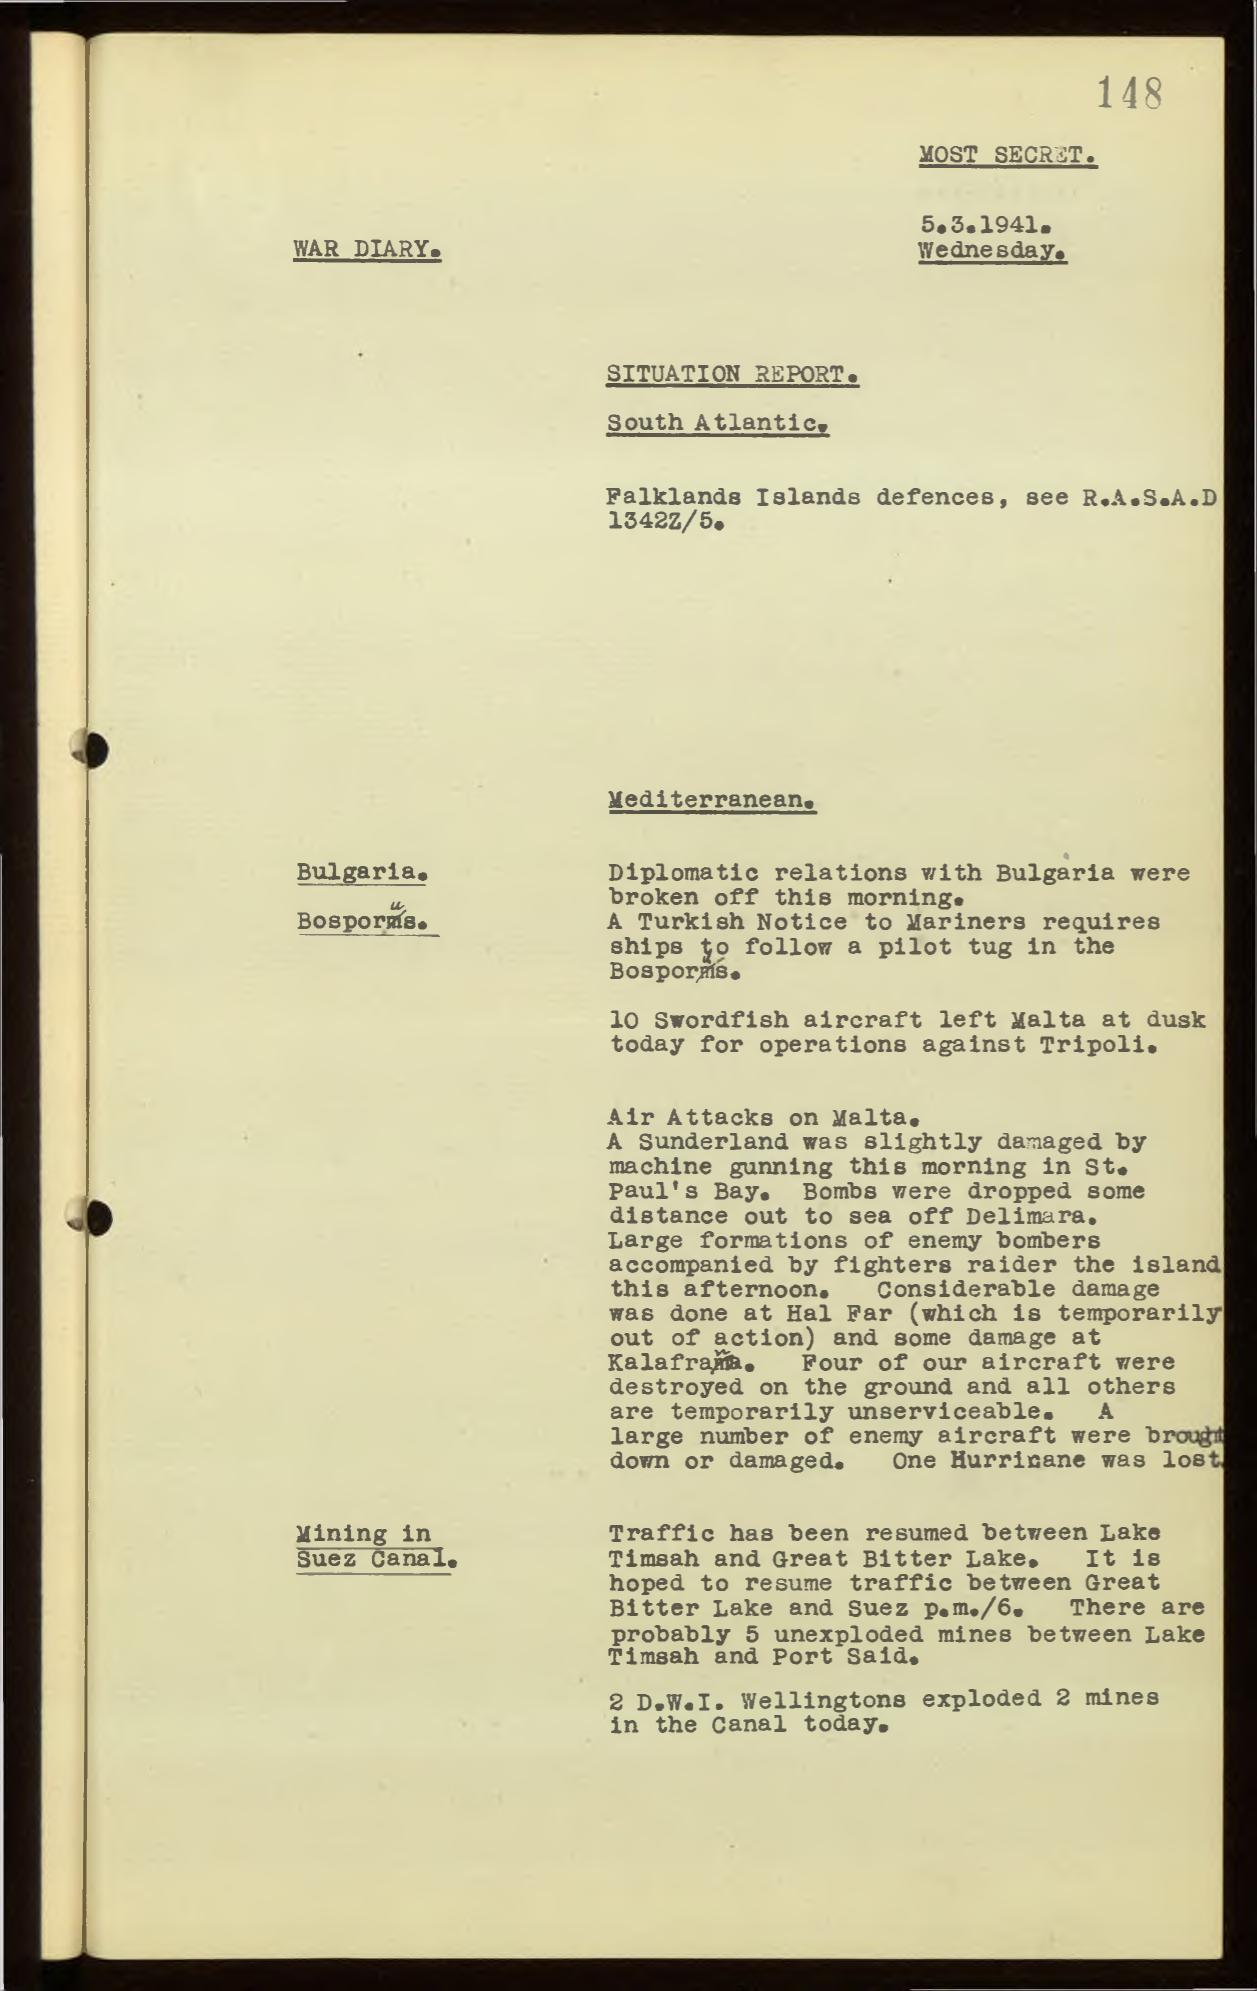 148
MOST SECRET.
5.3.1941.
Wednesday.
WAR DIARY.
SITUATION REPORT.
South Atlantic.
Falklands Islands defences, see R.A.S.A.D
1342Z/5.
Mediterranean.
Bulgaria.
Diplomatic relations with Bulgaria were
broken off this morning.
Bosporus.
A Turkish Notice to Mariners requires
ships to follow a pilot tug in the
Bosporus.
10 Swordfish aircraft left Malta at dusk
today for operations against Tripoli.
Air Attacks on Malta.
A Sunderland was slightly damaged by
machine gunning this morning in St.
Paul's Bay. Bombs were dropped some
distance out to sea off Delimara.
Large formations of enemy bombers
accompanied by fighters raider the island
this afternoon. Considerable damage
was done at Hal Far (which is temporarily
out of action) and some damage at
Kalafrana. Four of our aircraft were
destroyed on the ground and all others
are temporarily unserviceable. A
large number of enemy aircraft were brought
down or damaged. One Hurricane was lost.
Mining in
Suez Canal.
Traffic has been resumed between Lake
Timsah and Great Bitter Lake. It is
hoped to resume traffic between Great
Bitter Lake and Suez p.m./6. There are
probably 5 unexploded mines between Lake
Timsah and Port Said.
2 D.W.I. Wellingtons exploded 2 mines
in the Canal today.